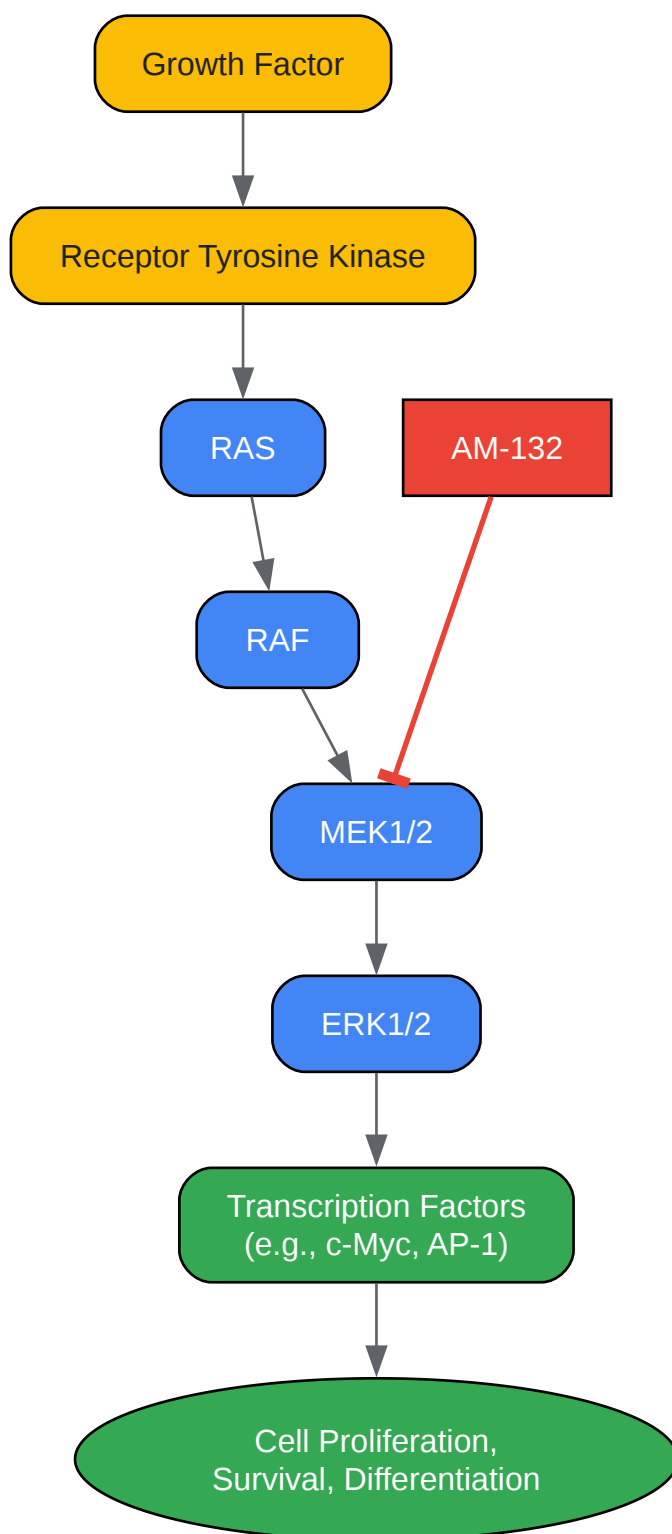 Growth Factor
Receptor Tyrosine Kinase
RAS
AM-132
RAF
MEK1/2
ERK1/2
Transcription Factors
(e.g., c-Myc, AP-1)
Cell Proliferation,
Survival, Differentiation